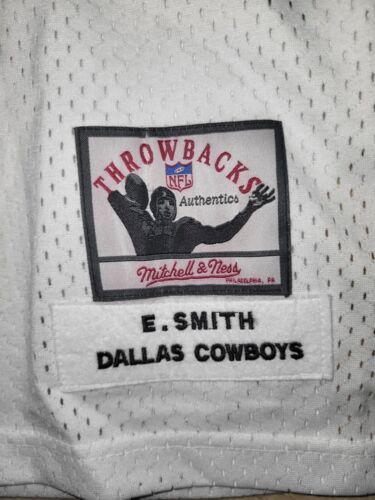 THROWBACKS
NFL
Authentics
Mitchell & Ness
PHILADELPHIA, PA
E. SMITH
DALLAS COWBOYS